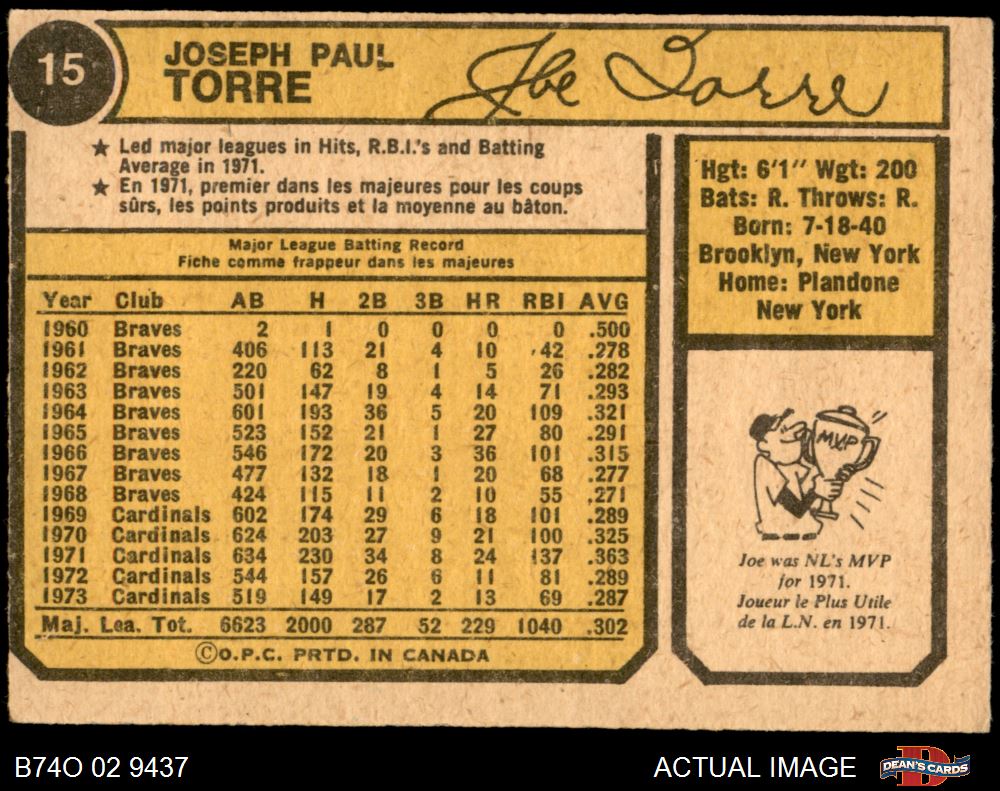 15
JOSEPH PAUL
TORRE
Joe Torre
★ Led major leagues in Hits, R.B.I.'s and Batting
Average in 1971.
★ En 1971, premier dans les majeures pour les coups
sûrs, les points produits et la moyenne au bâton.
Major League Batting Record
Fiche comme frappeur dans les majeures
Year Club AB H 2B 3B HR RBI AVG
1960 Braves 2 1 0 0 0 0 .500
1961 Braves 406 113 21 4 10 42 .278
1962 Braves 220 62 8 1 5 26 .282
1963 Braves 501 147 19 4 14 71 .293
1964 Braves 601 193 36 5 20 109 .321
1965 Braves 523 152 21 1 27 80 .291
1966 Braves 546 172 20 3 36 101 .315
1967 Braves 477 132 18 1 20 68 .277
1968 Braves 424 115 11 2 10 55 .271
1969 Cardinals 602 174 29 6 18 101 .289
1970 Cardinals 624 203 27 9 21 100 .325
1971 Cardinals 634 230 34 8 24 137 .363
1972 Cardinals 544 157 26 6 11 81 .289
1973 Cardinals 519 149 17 2 13 69 .287
Maj. Lea. Tot. 6623 2000 287 52 229 1040 .302
©O.P.C. PRTD. IN CANADA
Hgt: 6'1" Wgt: 200
Bats: R. Throws: R.
Born: 7-18-40
Brooklyn, New York
Home: Plandone
New York
MVP
Joe was NL's MVP
for 1971.
Joueur le Plus Utile
de la L.N. en 1971.
B74O 02 9437
ACTUAL IMAGE
D
DEAN'S CARDS